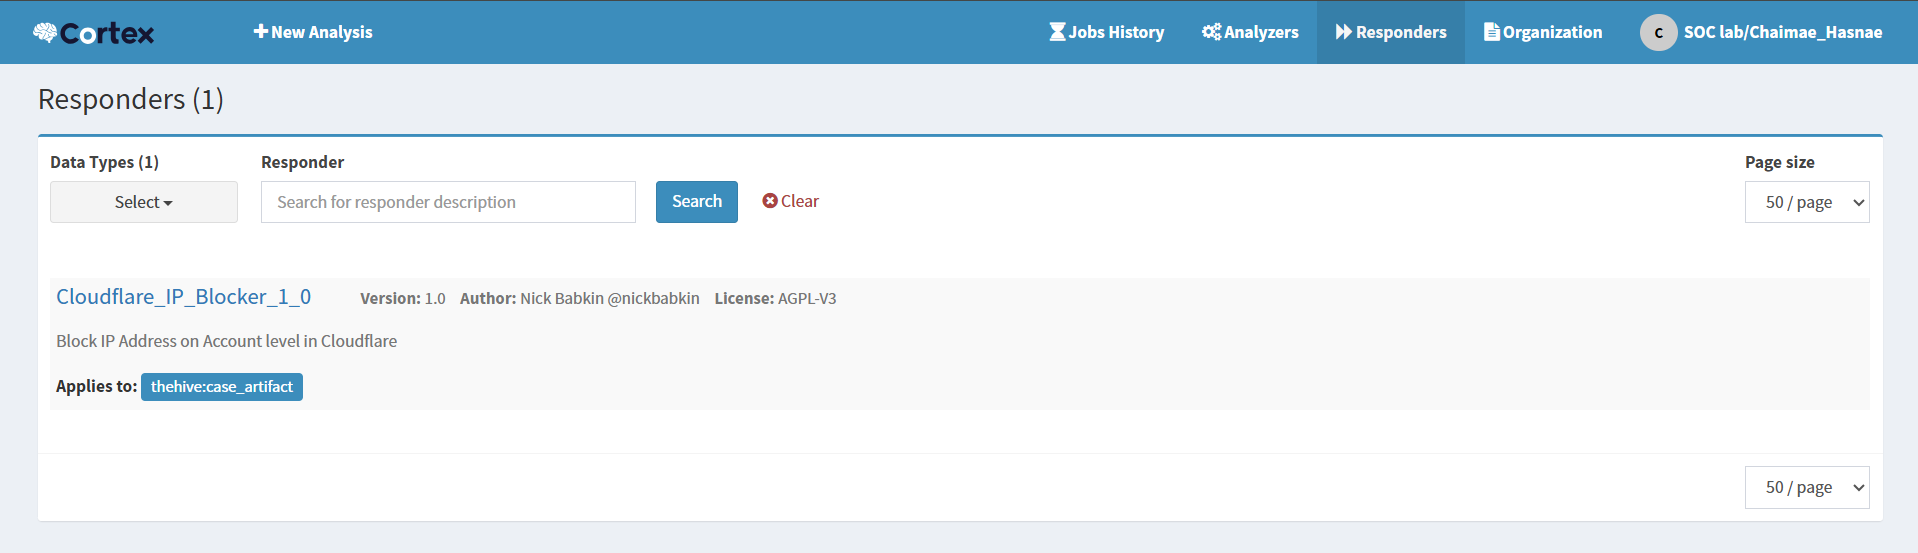 Cortex New Analysis Jobs History Analyzers Responders Organization C SOC lab/Chaimae_Hasnae
Responders (1)
Data Types (1) Responder Page size
Select Search for responder description Search Clear 50 / page
Cloudflare_IP_Blocker_1_0 Version: 1.0 Author: Nick Babkin @nickbabkin License: AGPL-V3
Block IP Address on Account level in Cloudflare
Applies to: thehive:case_artifact
50 / page